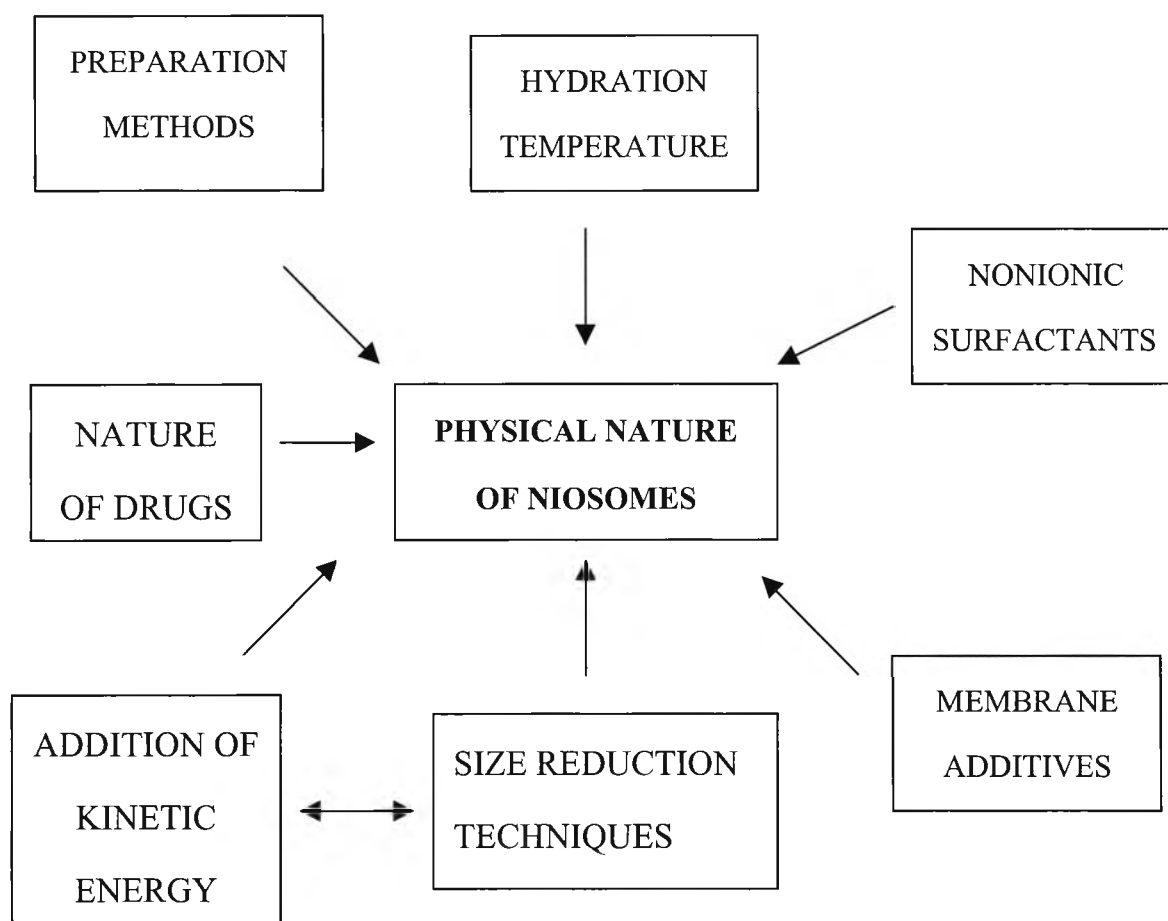 PREPARATION
METHODS
HYDRATION
TEMPERATURE
NONIONIC
SURFACTANTS
NATURE
OF DRUGS
PHYSICAL NATURE
OF NIOSOMES
ADDITION OF
KINETIC
ENERGY
SIZE REDUCTION
TECHNIQUES
MEMBRANE
ADDITIVES